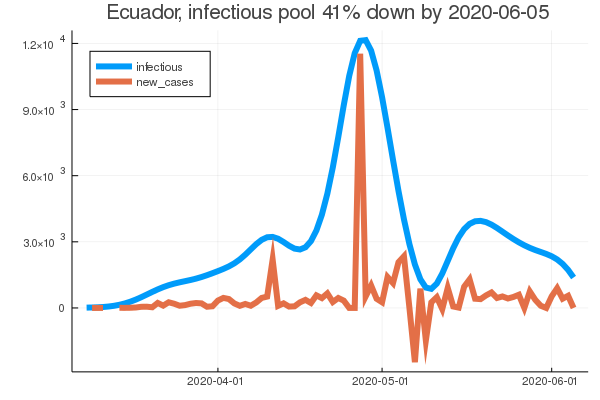 Ecuador, infectious pool 41% down by 2020-06-05
infectious
new_cases
1.2×10 4
9.0×10 3
6.0×10 3
3.0×10 3
0
2020-04-01 2020-05-01 2020-06-01